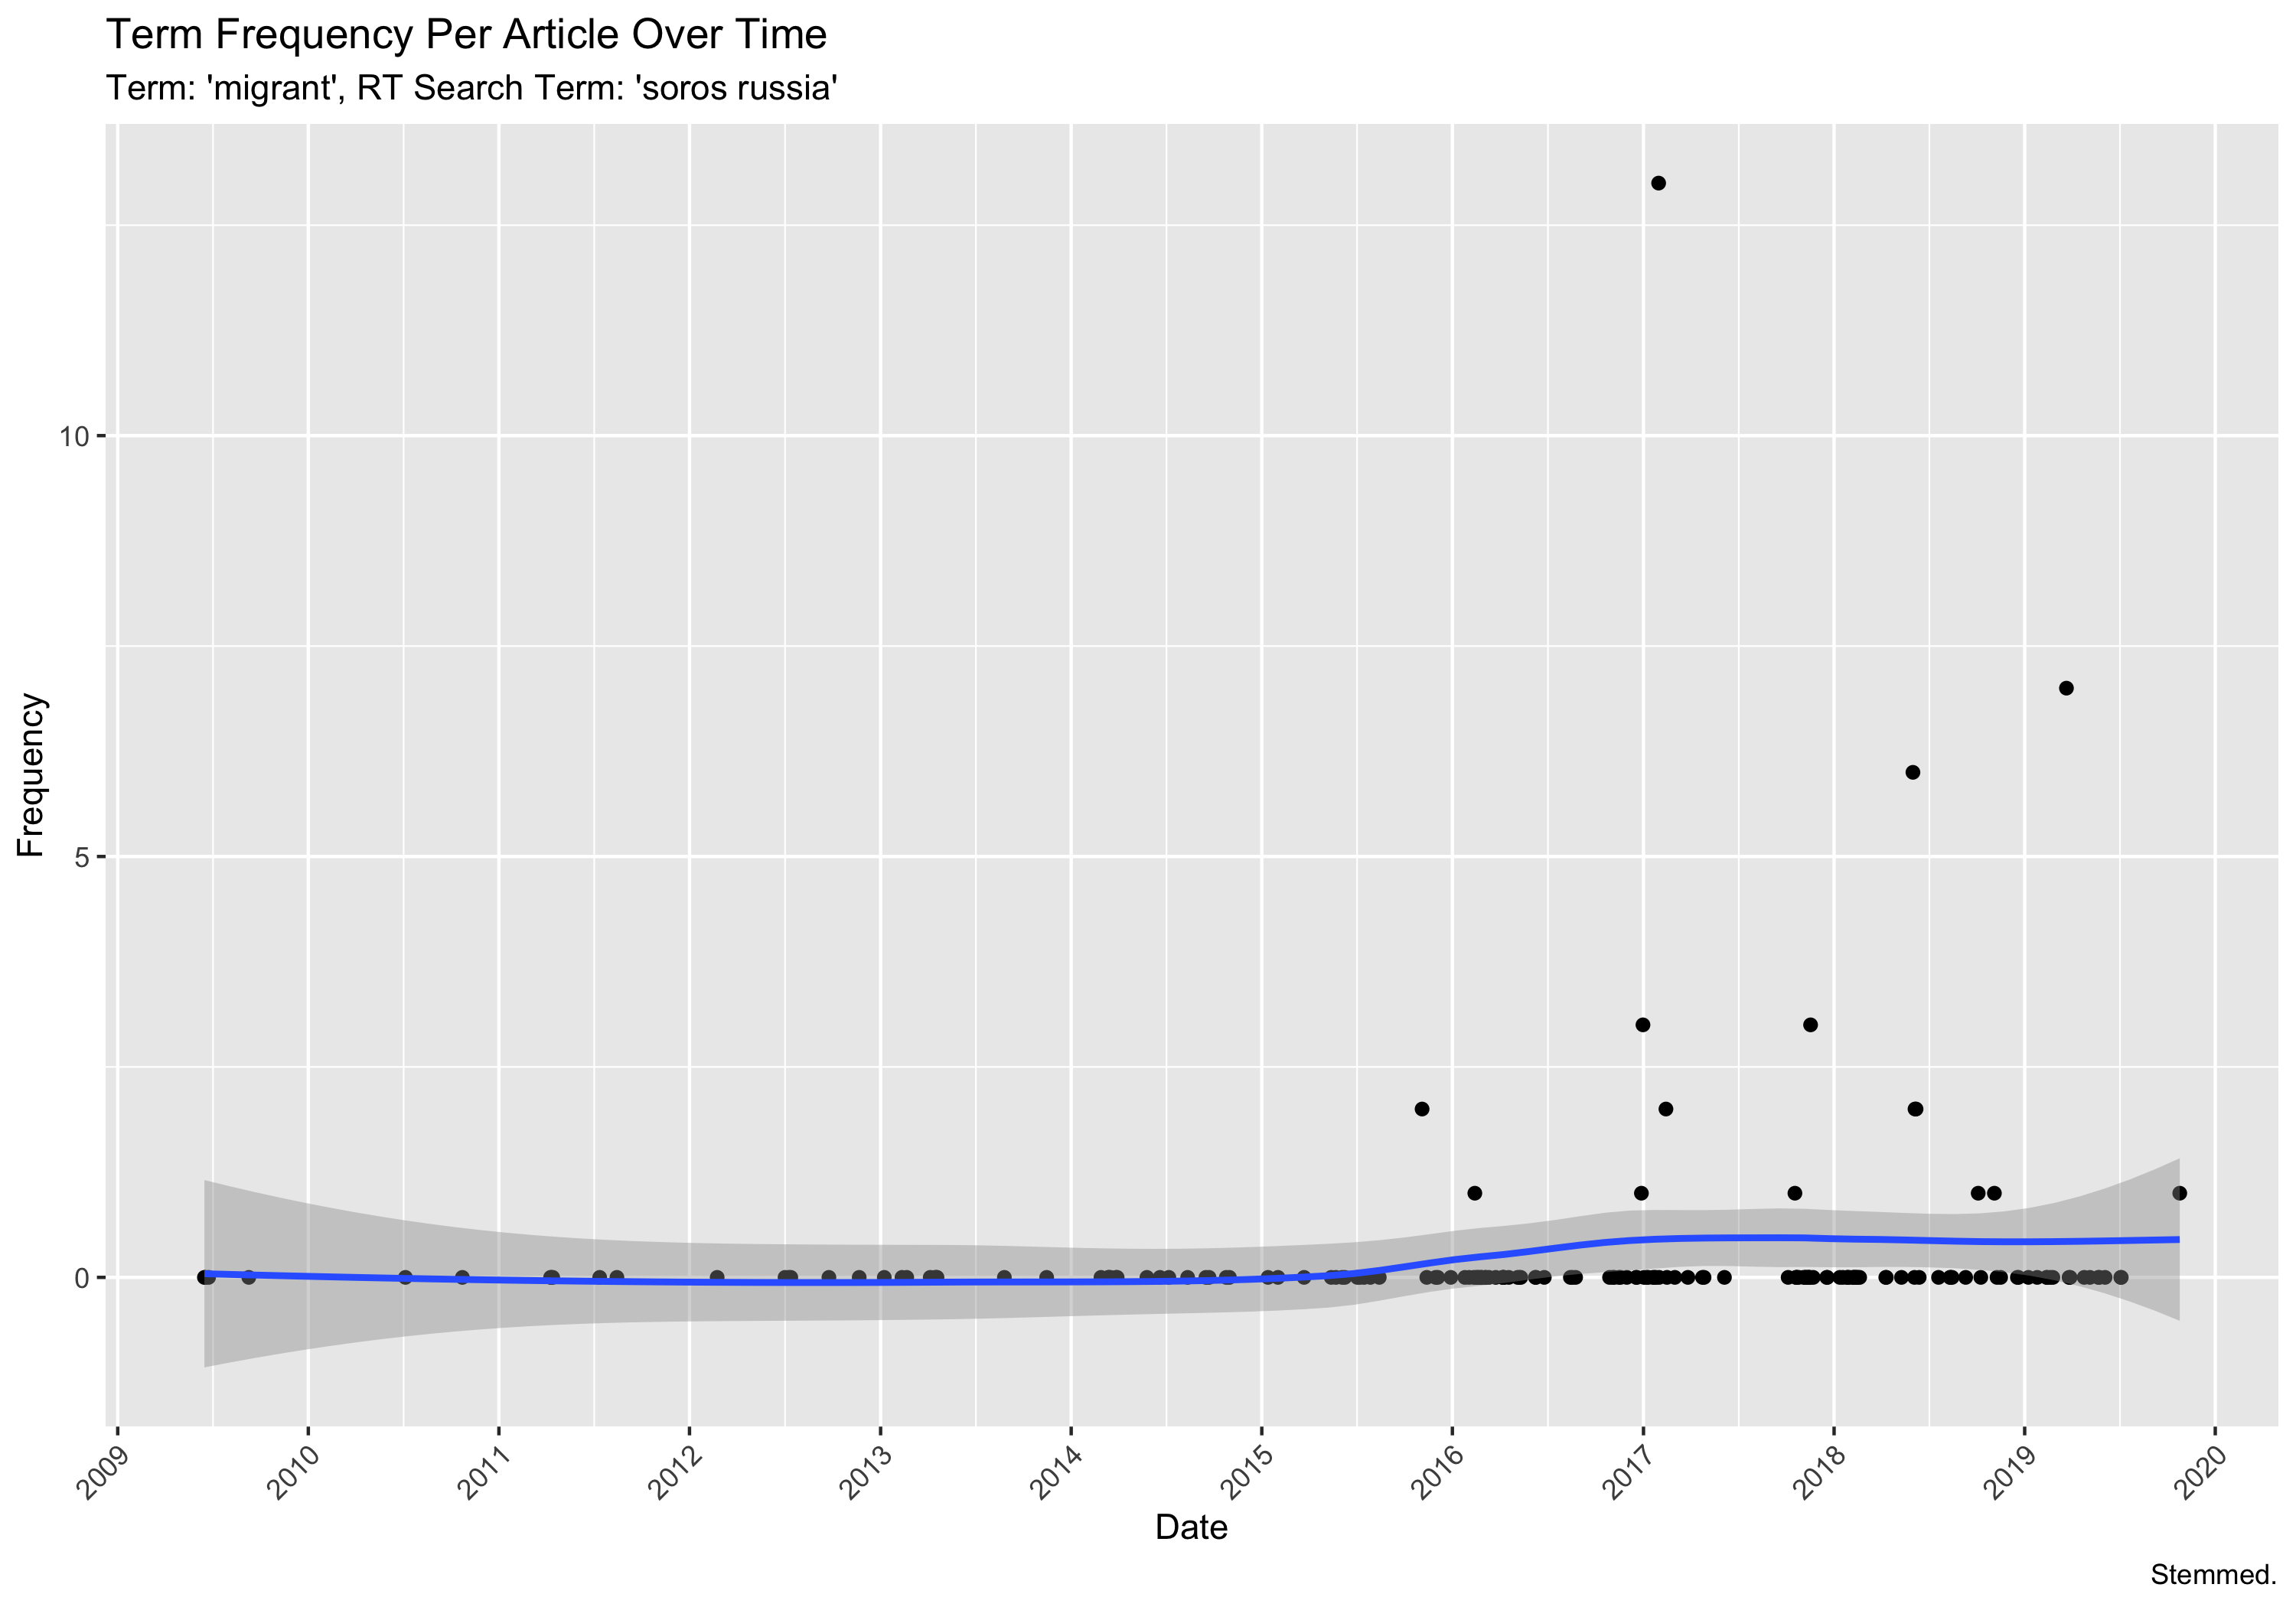 Term Frequency Per Article Over Time
Term: 'migrant', RT Search Term: 'soros russia'
Frequency
10
5
0
2009 2010 2011 2012 2013 2014 2015 2016 2017 2018 2019 2020
Date
Stemmed.